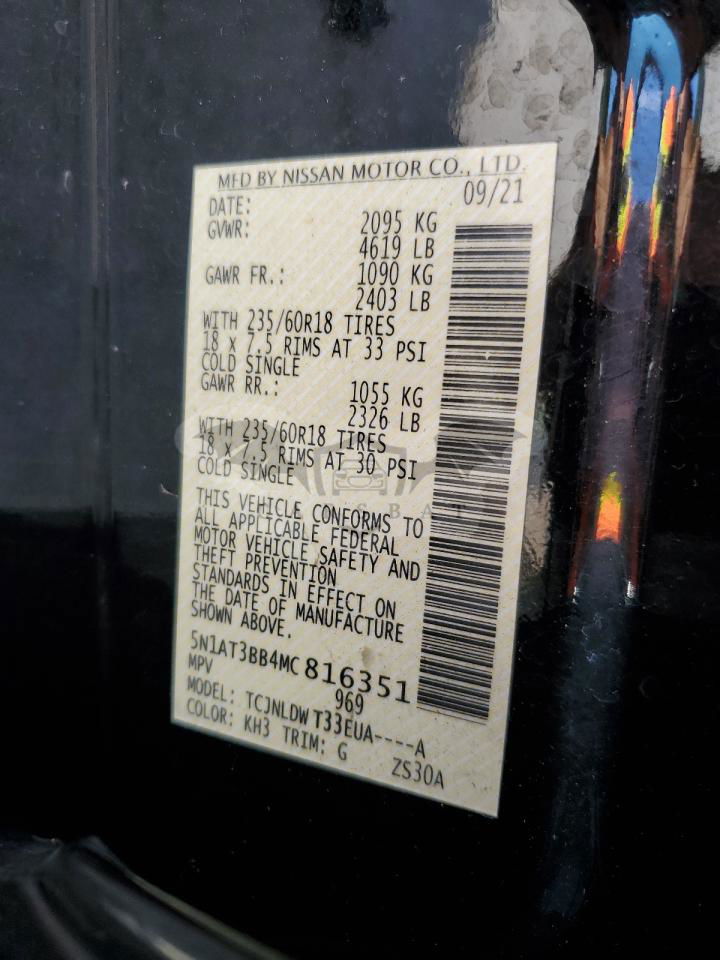 MFD BY NISSAN MOTOR CO., LTD.
DATE: 09/21
GVWR: 2095 KG
4619 LB
GAWR FR.: 1090 KG
2403 LB
WITH 235/60R18 TIRES
18 x 7.5 RIMS AT 33 PSI
COLD SINGLE
GAWR RR.: 1055 KG
2326 LB
WITH 235/60R18 TIRES
18 x 7.5 RIMS AT 30 PSI
COLD SINGLE
THIS VEHICLE CONFORMS TO
ALL APPLICABLE FEDERAL
MOTOR VEHICLE SAFETY AND
THEFT PREVENTION
STANDARDS IN EFFECT ON
THE DATE OF MANUFACTURE
SHOWN ABOVE.
5N1AT3BB4MC 816351
MPV 969
MODEL: TCJNLDW T33EUA----A
COLOR: KH3 TRIM: G ZS30A